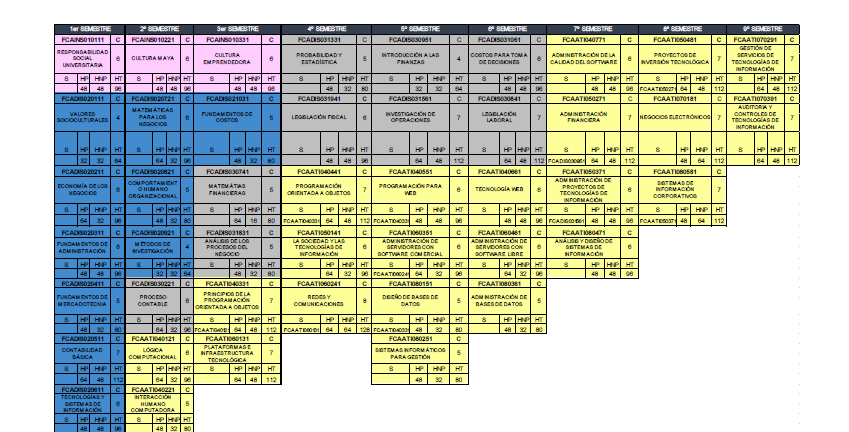 1er SEMESTRE 2º SEMESTRE 3er SEMESTRE 4º SEMESTRE 5º SEMESTRE 6º SEMESTRE 7º SEMESTRE 8º SEMESTRE 9º SEMESTRE
FCAINS010111 C FCAINS010221 C FCAIN010331 C FCADIS031331 C FCADIS030951 C FCADIS031061 C FCAATI040771 C FCAATI050481 C FCAATI070291 C
RESPONSABILIDAD SOCIAL UNIVERSITARIA 6 CULTURA MAYA 6 CULTURA EMPRENDEDORA 6 PROBABILIDAD Y ESTADÍSTICA 5 INTRODUCCIÓN A LAS FINANZAS 4 COSTOS PARA TOMA DE DECISIONES 6 ADMINISTRACIÓN DE LA CALIDAD DEL SOFTWARE 6 PROYECTOS DE INVERSIÓN TECNOLÓGICA 7 GESTIÓN DE SERVICIOS DE TECNOLOGÍAS DE INFORMACIÓN 7
S HP HNP HT S HP HNP HT S HP HNP HT S HP HNP HT S HP HNP HT S HP HNP HT S HP HNP HT S HP HNP HT S HP HNP HT
48 48 96 48 48 96 48 48 96 48 32 80 32 32 64 48 48 96 48 48 96 FCAATI050271 64 48 112 64 48 112
FCADIS020111 C FCADIS020721 C FCADIS021031 C FCADIS031941 C FCADIS031561 C FCADIS030841 C FCAATI050271 C FCAATI070181 C FCAATI070391 C
VALORES SOCIOCULTURALES 4 MATEMÁTICAS PARA LOS NEGOCIOS 6 FUNDAMENTOS DE COSTOS 5 LEGISLACIÓN FISCAL 6 INVESTIGACIÓN DE OPERACIONES 7 LEGISLACIÓN LABORAL 7 ADMINISTRACIÓN FINANCIERA 7 NEGOCIOS ELECTRÓNICOS 7 AUDITORIA Y CONTROLES DE TECNOLOGÍAS DE INFORMACIÓN 7
S HP HNP HT S HP HNP HT S HP HNP HT S HP HNP HT S HP HNP HT S HP HNP HT S HP HNP HT S HP HNP HT S HP HNP HT
32 32 64 64 32 96 48 32 80 48 48 96 64 48 112 64 48 112 FCADIS030951 64 48 112 64 48 112 64 48 112
FCADIS020211 C FCADIS020821 C FCADIS030741 C FCAATI040441 C FCAATI040551 C FCAATI040661 C FCAATI050371 C FCAATI080581 C
ECONOMÍA DE LOS NEGOCIOS 6 COMPORTAMIENTO HUMANO ORGANIZACIONAL 5 MATEMÁTIAS FINANCIERAS 5 PROGRAMACIÓN ORIENTADA A OBJETOS 7 PROGRAMACIÓN PARA WEB 6 TECNOLOGÍA WEB 6 ADMINISTRACIÓN DE PROYECTOS DE TECNOLOGÍAS DE INFORMACIÓN 6 SISTEMAS DE INFORMACIÓN CORPORATIVOS 7
S HP HNP HT S HP HNP HT S HP HNP HT S HP HNP HT S HP HNP HT S HP HNP HT S HP HNP HT S HP HNP HT
64 32 96 48 32 80 64 16 80 FCAATI040331 64 48 112 FCAATI040331 48 48 96 48 48 96 FCADIS031561 48 48 96 FCAATI050371 48 64 112
FCADIS020311 C FCADIS020921 C FCADIS031831 C FCAATI050141 C FCAATI060351 C FCAATI060461 C FCAATI080471 C
FUNDAMENTOS DE ADMINISTRACIÓN 6 MÉTODOS DE INVESTIGACIÓN 4 ANÁLISIS DE LOS PROCESOS DEL NEGOCIO 5 LA SOCIEDAD Y LAS TECNOLOGÍAS DE INFORMACIÓN 6 ADMINISTRACIÓN DE SERVIDORES CON SOFTWARE COMERCIAL 6 ADMINISTRACIÓN DE SERVIDORES CON SOFTWARE LIBRE 6 ANÁLISIS Y DISEÑO DE SISTEMAS DE INFORMACIÓN 6
S HP HNP HT S HP HNP HT S HP HNP HT S HP HNP HT S HP HNP HT S HP HNP HT S HP HNP HT
48 48 96 32 32 64 48 32 80 64 32 96 FCAATI060241 64 32 96 64 32 96 48 48 96
FCADIS020411 C FCADIS030221 C FCAATI040331 C FCAATI060241 C FCAATI080151 C FCAATI080361 C
FUNDAMENTOS DE MERCADOTECNIA 5 PROCESO CONTABLE 6 PRINCIPIOS DE LA PROGRAMACIÓN ORIENTADA A OBJETOS 7 REDES Y COMUNICACIONES 8 DISEÑO DE BASES DE DATOS 5 ADMINISTRACIÓN DE BASES DE DATOS 5
S HP HNP HT S HP HNP HT S HP HNP HT S HP HNP HT S HP HNP HT S HP HNP HT
48 32 80 64 32 96 FCAATI040121 64 48 112 FCAATI060131 64 64 128 FCAATI040331 48 32 80 48 32 80
FCADIS020511 C FCAATI040121 C FCAATI060131 C FCAATI080251 C
CONTABILIDAD BÁSICA 7 LÓGICA COMPUTACIONAL 6 PLATAFORMAS E INFRAESTRUCTURA TECNOLÓGICA 7 SISTEMAS INFORMÁTICOS PARA GESTIÓN 5
S HP HNP HT S HP HNP HT S HP HNP HT S HP HNP HT
64 48 112 64 32 96 64 48 112 48 32 80
FCADIS020611 C FCAATI040221 C
TECNOLOGÍAS Y SISTEMAS DE INFORMACIÓN 6 INTERACCIÓN HUMANO COMPUTADORA 5
S HP HNP HT S HP HNP HT
48 48 96 48 32 80